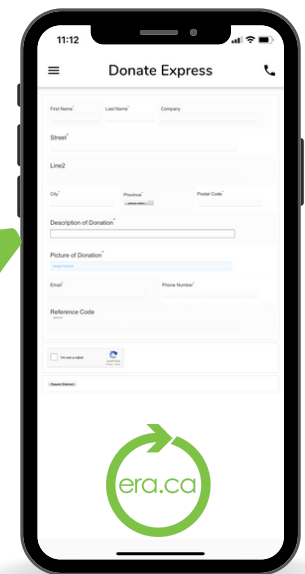 11:12
Donate Express
First Name* Last Name* Company
Street*
Line2
City* Province* Postal Code*
Description of Donation*
Picture of Donation*
Email* Phone Number*
Reference Code
I'm not a robot
era.ca